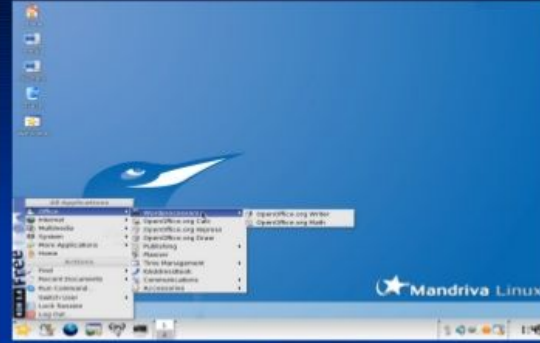 All Applications
Office
Internet
Multimedia
System
More Applications
Home
Actions
Find
Recent Documents
Run Command
Switch User
Lock Session
Log Out
Wordprocessors
OpenOffice.org Calc
OpenOffice.org Impress
OpenOffice.org Draw
Publishing
Planner
Time Management
KAddressBook
Communications
Accessories
OpenOffice.org Writer
OpenOffice.org Math
Mandriva Linux